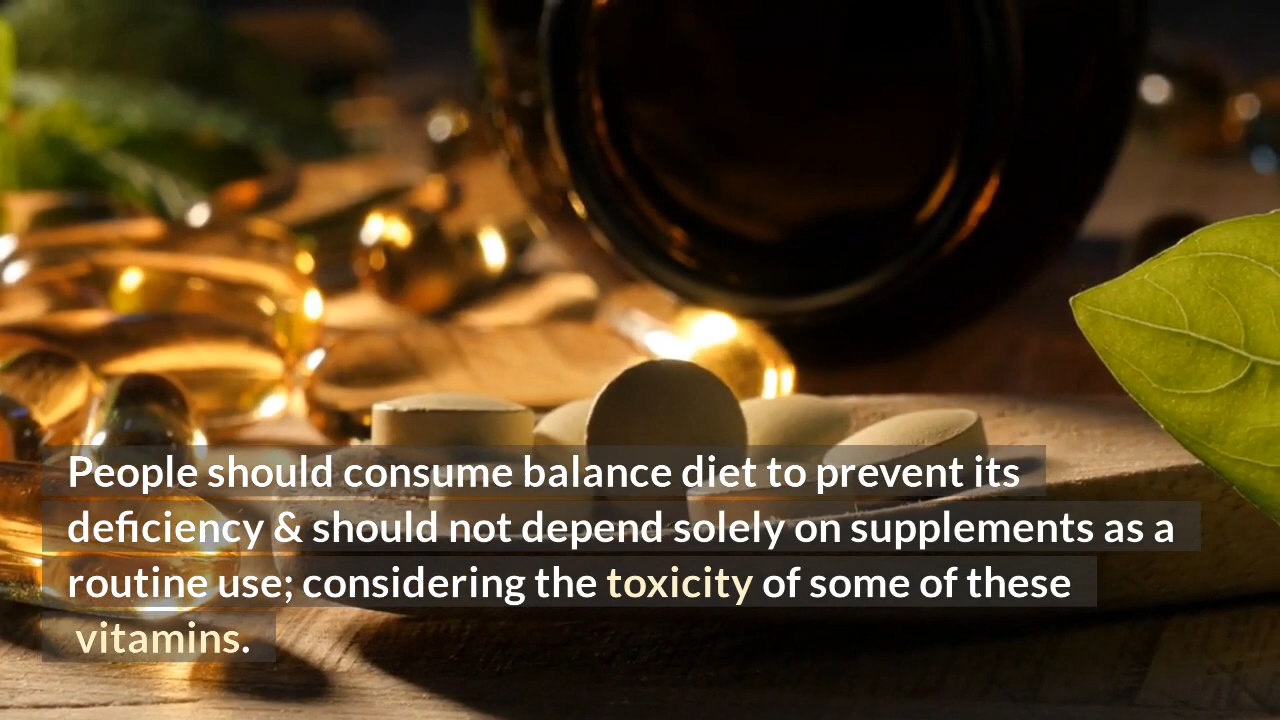 People should consume balance diet to prevent its
deficiency & should not depend solely on supplements as a
routine use; considering the toxicity of some of these
vitamins.